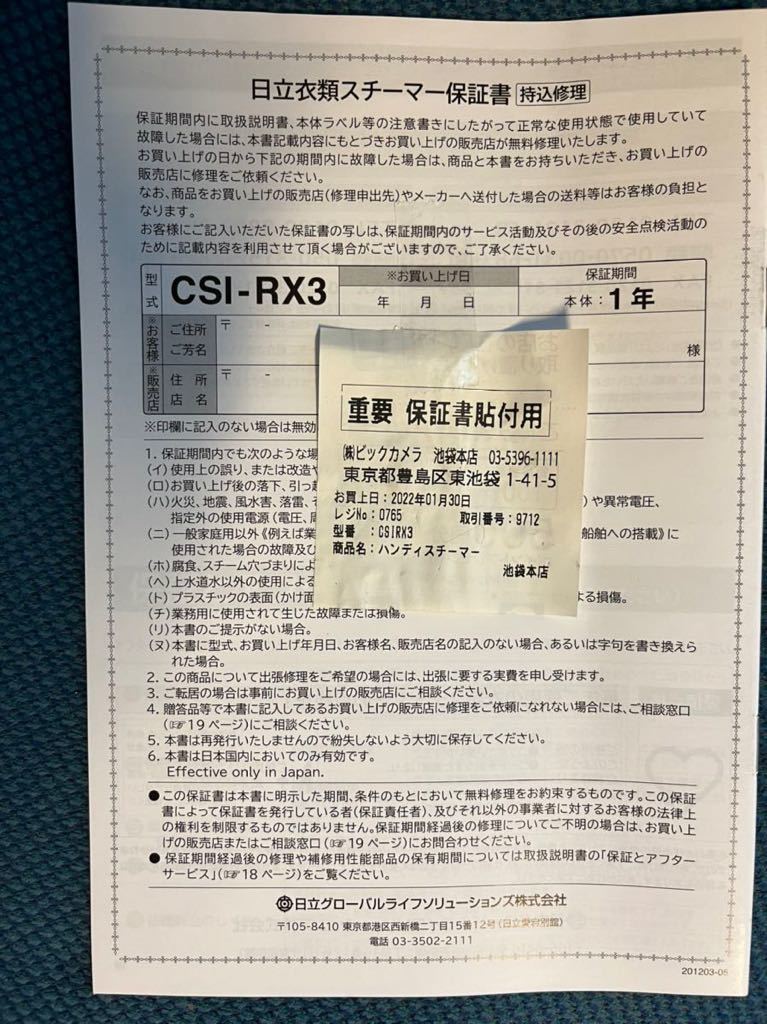 日立衣類スチーマー保証書 持込修理
保証期間内に取扱説明書、本体ラベル等の注意書きにしたがって正常な使用状態で使用していて
故障した場合には、本書記載内容にもとづきお買い上げの販売店が無料修理いたします。
お買い上げの日から下記の期間内に故障した場合は、商品と本書をお持ちいただき、お買い上げの
販売店に修理をご依頼ください。
なお、商品をお買い上げの販売店(修理申出先)やメーカーへ送付した場合の送料等はお客様の負担と
なります。
お客様にご記入いただいた保証書の写しは、保証期間内のサービス活動及びその後の安全点検活動の
ために記載内容を利用させて頂く場合がございますので、ご了承ください。
型式 CSI-RX3 ※お買い上げ日 保証期間
年 月 日 本体:1年
※お客様 ご住所 〒 -
ご芳名 様
※販売店 住所 〒 -
店名
※印欄に記入のない場合は無効
重要 保証書貼付用
㈱ビックカメラ 池袋本店 03-5396-1111
東京都豊島区東池袋 1-41-5
お買上日:2022年01月30日
レジNo:0765 取引番号:9712
型番 :CSIRX3
商品名:ハンディスチーマー
池袋本店
1. 保証期間内でも次のような場
(イ)使用上の誤り、または改造や
(ロ)お買い上げ後の落下、引っ越
(ハ)火災、地震、風水害、落雷、そ )や異常電圧、
指定外の使用電源(電圧、周
(ニ)一般家庭用以外《例えば業 船舶への搭載》に
使用された場合の故障及び
(ホ)腐食、スチーム穴づまりによ
(ヘ)上水道水以外の使用による
(ト)プラスチックの表面(かけ面 よる損傷。
(チ)業務用に使用されて生じた故障または損傷。
(リ)本書のご提示がない場合。
(ヌ)本書に型式、お買い上げ年月日、お客様名、販売店名の記入のない場合、あるいは字句を書き換えら
れた場合。
2. この商品について出張修理をご希望の場合には、出張に要する実費を申し受けます。
3. ご転居の場合は事前にお買い上げの販売店にご相談ください。
4. 贈答品等で本書に記入してあるお買い上げの販売店に修理をご依頼になれない場合には、ご相談窓口
(☞19 ページ)にご相談ください。
5. 本書は再発行いたしませんので紛失しないよう大切に保存してください。
6. 本書は日本国内においてのみ有効です。
Effective only in Japan.
●この保証書は本書に明示した期間、条件のもとにおいて無料修理をお約束するものです。この保証
書によって保証書を発行している者(保証責任者)、及びそれ以外の事業者に対するお客様の法律上
の権利を制限するものではありません。保証期間経過後の修理についてご不明の場合は、お買い上げ
の販売店またはご相談窓口(☞19 ページ)にお問合わせください。
●保証期間経過後の修理や補修用性能部品の保有期間については取扱説明書の「保証とアフター
サービス」(☞18 ページ)をご覧ください。
日立グローバルライフソリューションズ株式会社
〒105-8410 東京都港区西新橋二丁目15番12号(日立愛宕別館)
電話 03-3502-2111
201203-05